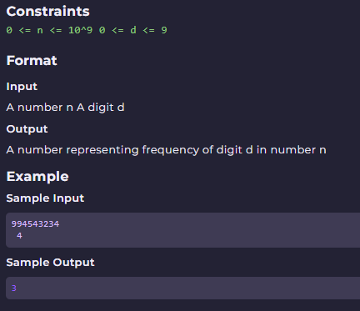 Constraints
0 <= n <= 10^9 0 <= d <= 9
Format
Input
A number n A digit d
Output
A number representing frequency of digit d in number n
Example
Sample Input
994543234
4
Sample Output
3